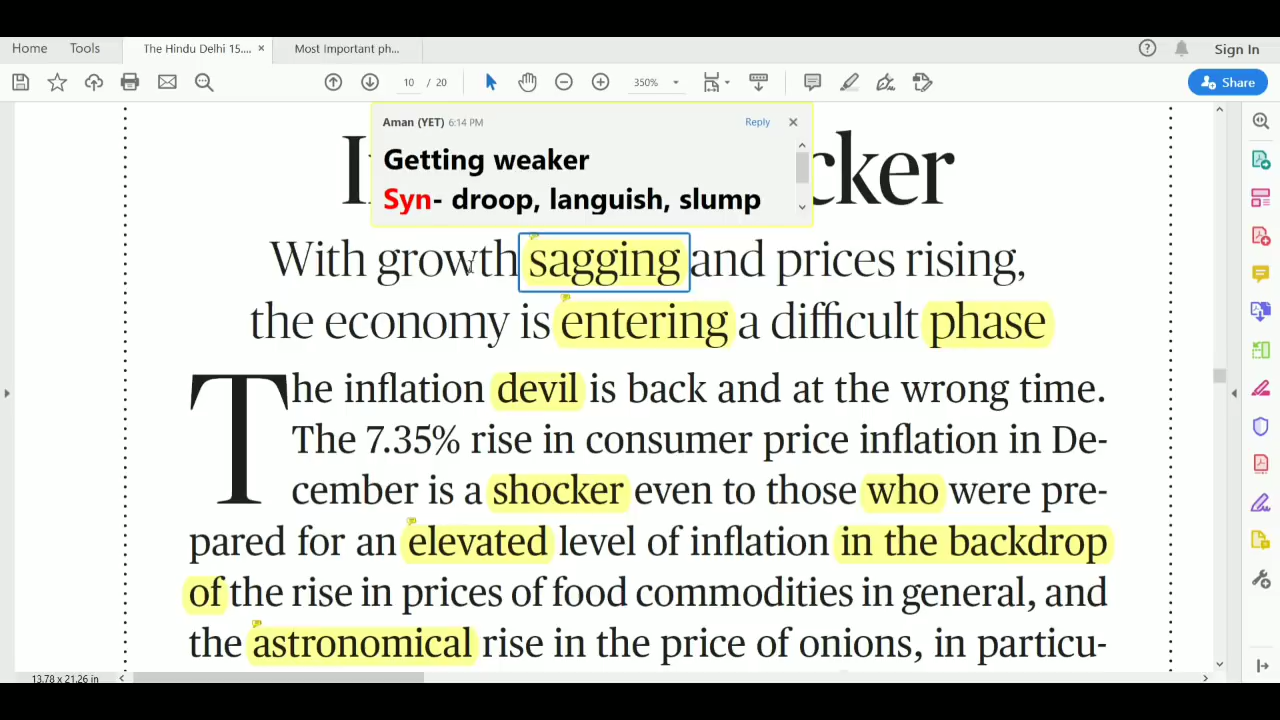 Home Tools The Hindu Delhi 15.... × Most Important ph... Sign In
10 / 20 350% Share
Aman (YET) 6:14 PM Reply
Getting weaker
Syn- droop, languish, slump
cker
With growth sagging and prices rising,
the economy is entering a difficult phase
The inflation devil is back and at the wrong time.
The 7.35% rise in consumer price inflation in De-
cember is a shocker even to those who were pre-
pared for an elevated level of inflation in the backdrop
of the rise in prices of food commodities in general, and
the astronomical rise in the price of onions, in particu-
13.78 x 21.26 in